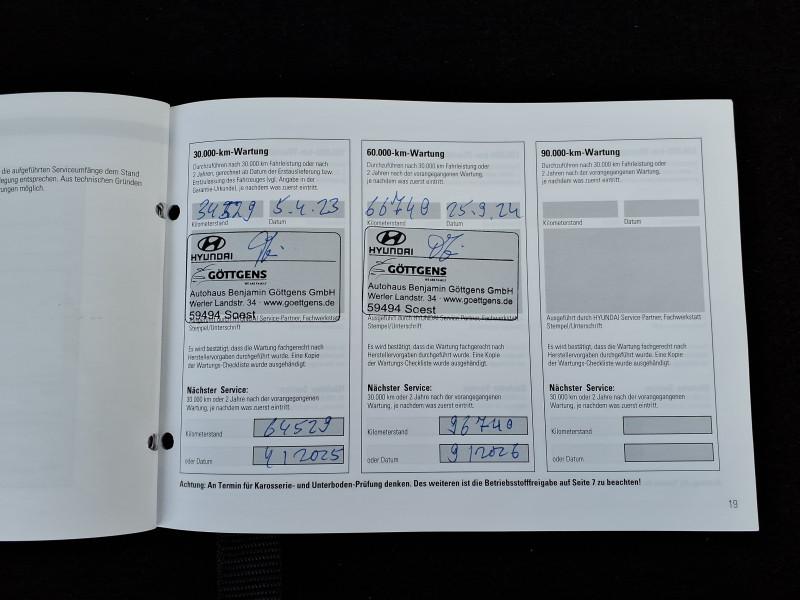 die aufgeführten Serviceumfänge dem Stand
legung entsprechen. Aus technischen Gründen
rungen möglich.
30.000-km-Wartung
Durchzuführen nach 30.000 km Fahrleistung oder nach
2 Jahren, gerechnet ab Datum der Erstauslieferung bzw.
Erstzulassung des Fahrzeuges (vgl. Angabe in der
Garantie-Urkunde), je nachdem was zuerst eintritt.
34529 5.4.23
Kilometerstand Datum
HYUNDAI
GÖTTGENS
Autohaus Benjamin Göttgens GmbH
Werler Landstr. 34 · www.goettgens.de
59494 Soest
HYUNDAI Service-Partner, Fachwerkstatt
Stempel/Unterschrift
Es wird bestätigt, dass die Wartung fachgerecht nach
Herstellervorgaben durchgeführt wurde. Eine Kopie
der Wartungs-Checkliste wurde ausgehändigt.
Nächster Service:
30.000 km oder 2 Jahre nach der vorangegangenen
Wartung, je nachdem was zuerst eintritt.
Kilometerstand 64529
oder Datum 4/2025
60.000-km-Wartung
Durchzuführen nach 30.000 km Fahrleistung oder
2 Jahre nach der vorangegangenen Wartung,
je nachdem was zuerst eintritt.
66740 25.9.24
Kilometerstand Datum
HYUNDAI
GÖTTGENS
Autohaus Benjamin Göttgens GmbH
Werler Landstr. 34 · www.goettgens.de
59494 Soest
Ausgeführt durch HYUNDAI Service-Partner, Fachwerkstatt
Stempel/Unterschrift
Es wird bestätigt, dass die Wartung fachgerecht nach
Herstellervorgaben durchgeführt wurde. Eine Kopie
der Wartungs-Checkliste wurde ausgehändigt.
Nächster Service:
30.000 km oder 2 Jahre nach der vorangegangenen
Wartung, je nachdem was zuerst eintritt.
Kilometerstand 96740
oder Datum 9/2026
90.000-km-Wartung
Durchzuführen nach 30.000 km Fahrleistung oder
2 Jahre nach der vorangegangenen Wartung,
je nachdem was zuerst eintritt.
Kilometerstand Datum
Ausgeführt durch HYUNDAI Service-Partner, Fachwerkstatt
Stempel/Unterschrift
Es wird bestätigt, dass die Wartung fachgerecht nach
Herstellervorgaben durchgeführt wurde. Eine Kopie
der Wartungs-Checkliste wurde ausgehändigt.
Nächster Service:
30.000 km oder 2 Jahre nach der vorangegangenen
Wartung, je nachdem was zuerst eintritt.
Kilometerstand
oder Datum
Achtung: An Termin für Karosserie- und Unterboden-Prüfung denken. Des weiteren ist die Betriebsstofffreigabe auf Seite 7 zu beachten!
19